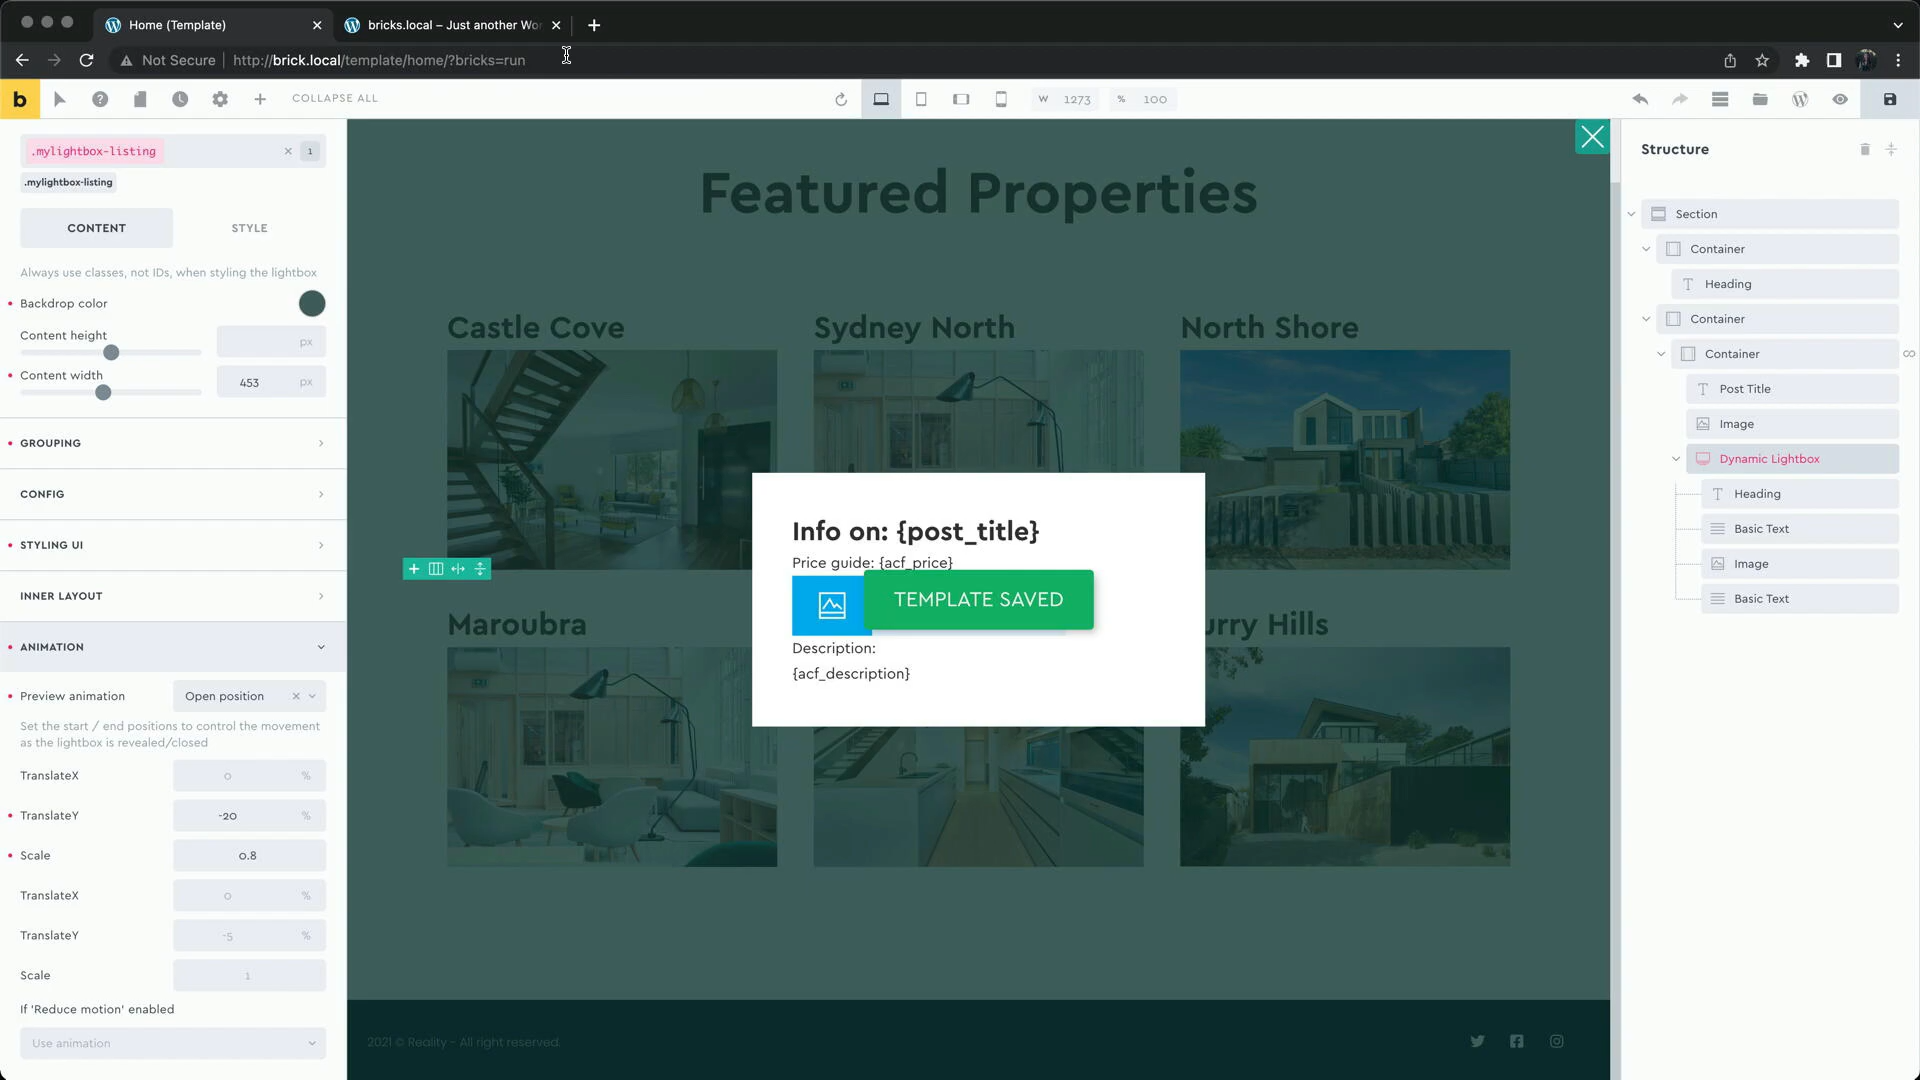 Home (Template)
bricks.local – Just another Wo
Not Secure
http://brick.local/template/home/?bricks=run
b
COLLAPSE ALL
W 1273 % 100
.mylightbox-listing
1
.mylightbox-listing
CONTENT
STYLE
Always use classes, not IDs, when styling the lightbox
Backdrop color
Content height
px
Content width
453 px
GROUPING
CONFIG
STYLING UI
INNER LAYOUT
ANIMATION
Preview animation
Open position
Set the start / end positions to control the movement
as the lightbox is revealed/closed
TranslateX
0 %
TranslateY
-20 %
Scale
0.8
TranslateX
0 %
TranslateY
-5 %
Scale
1
If 'Reduce motion' enabled
Use animation
Featured Properties
Castle Cove
Sydney North
North Shore
Maroubra
urry Hills
Info on: {post_title}
Price guide: {acf_price}
TEMPLATE SAVED
Description:
{acf_description}
2021 © Reality - All right reserved.
Structure
Section
Container
Heading
Container
Container
Post Title
Image
Dynamic Lightbox
Heading
Basic Text
Image
Basic Text